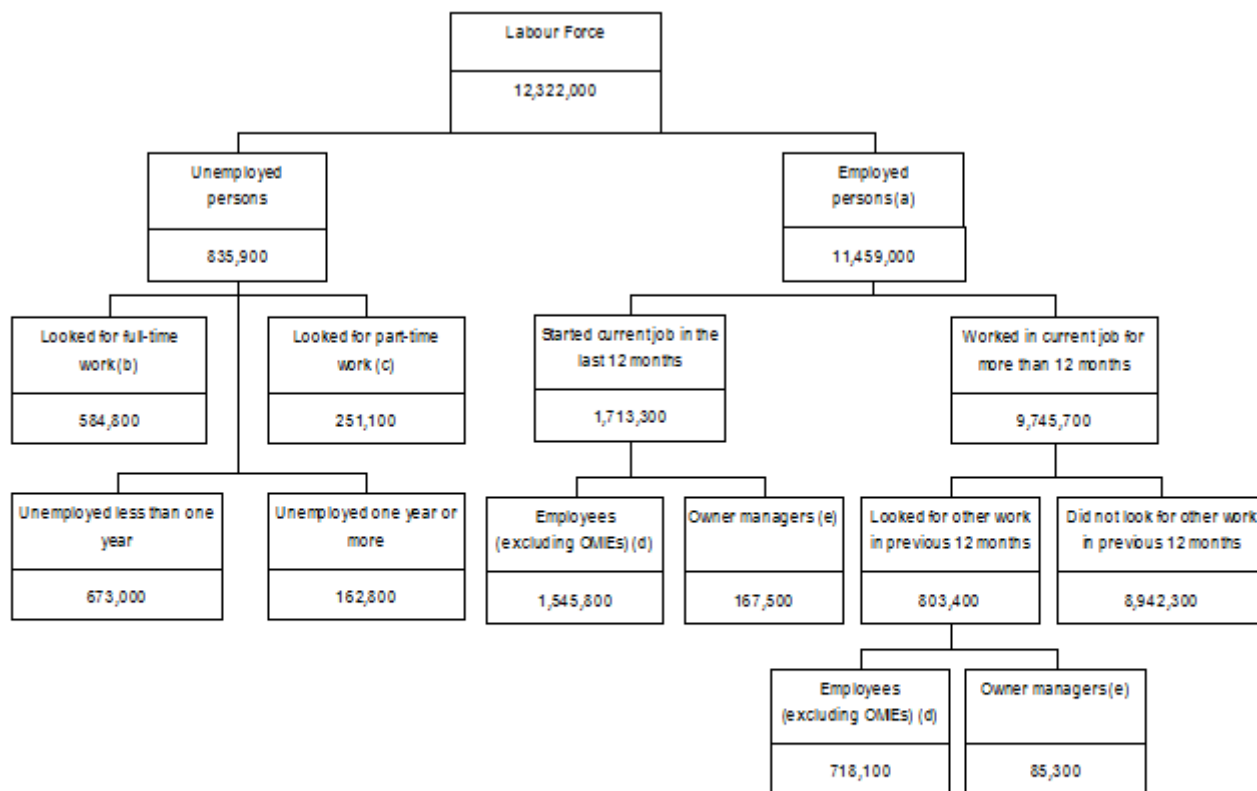 Labour Force
12,322,000
Unemployed
persons
835,900
Employed
persons (a)
11,459,000
Looked for full-time
work (b)
584,800
Looked for part-time
work (c)
251,100
Started current job in the
last 12 months
1,713,300
Worked in current job for
more than 12 months
9,745,700
Unemployed less than one
year
673,000
Unemployed one year or
more
162,800
Employees
(excluding OMIEs) (d)
1,545,800
Owner managers (e)
167,500
Looked for other work
in previous 12 months
803,400
Did not look for other work
in previous 12 months
8,942,300
Employees
(excluding OMIEs) (d)
718,100
Owner managers (e)
85,300